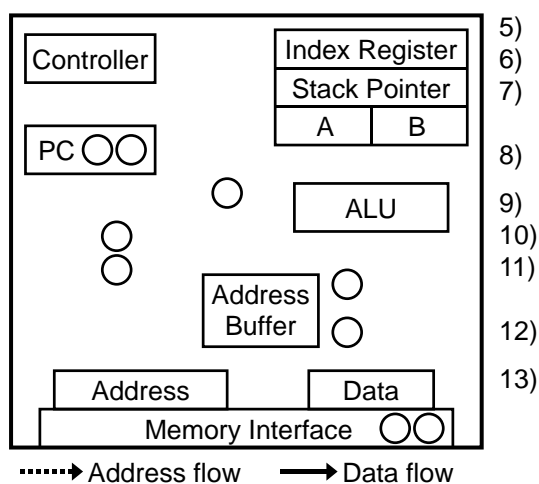 Controller
Index Register
Stack Pointer
A B
PC
ALU
Address
Buffer
Address Data
Memory Interface
Address flow Data flow
5)
6)
7)
8)
9)
10)
11)
12)
13)